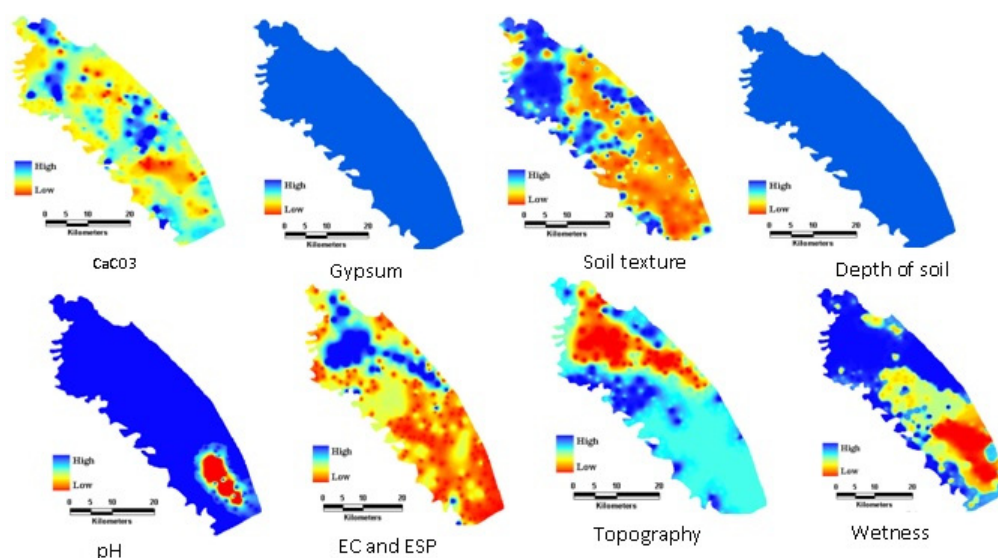 High
Low
0 5 10 20
Kilometers
CaCO3
High
Low
0 5 10 20
Kilometers
Gypsum
High
Low
0 5 10 20
Kilometers
Soil texture
High
Low
0 5 10 20
Kilometers
Depth of soil
High
Low
0 5 10 20
Kilometers
pH
High
Low
0 5 10 20
Kilometers
EC and ESP
High
Low
0 5 10 20
Kilometers
Topography
High
Low
0 5 10 20
Kilometers
Wetness